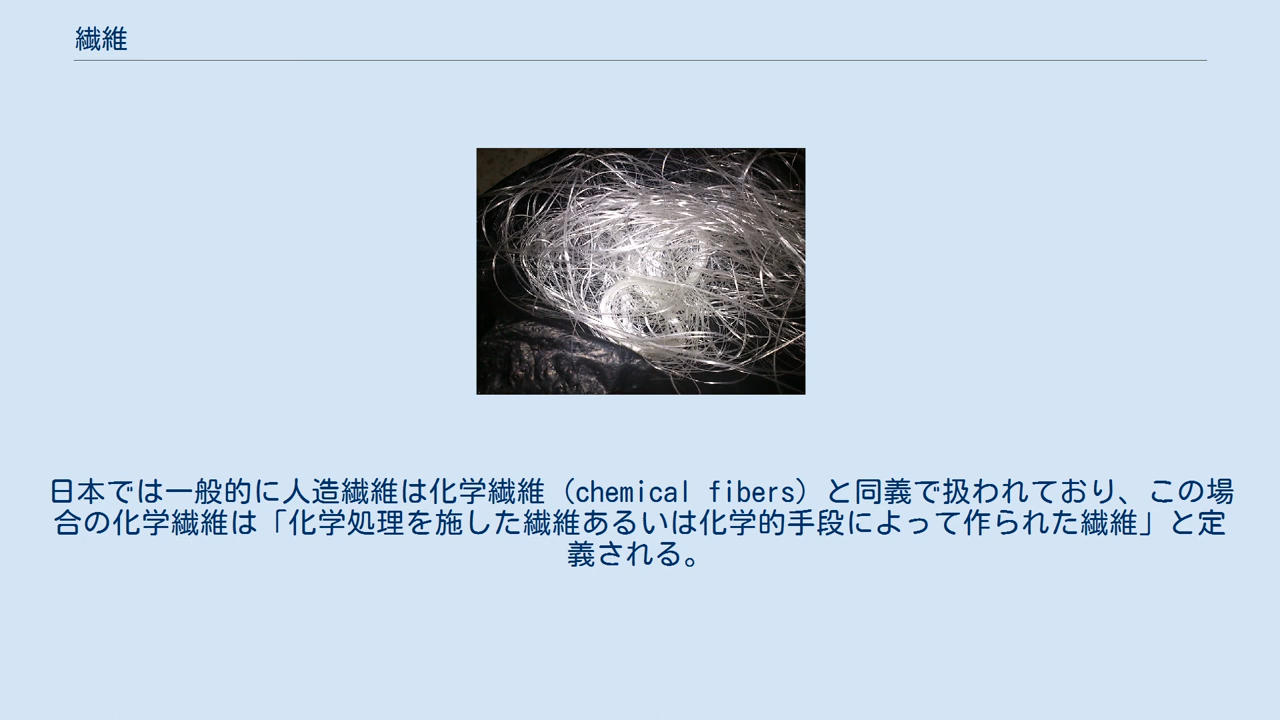 繊維
日本では一般的に人造繊維は化学繊維（chemical fibers）と同義で扱われており、この場
合の化学繊維は「化学処理を施した繊維あるいは化学的手段によって作られた繊維」と定
義される。